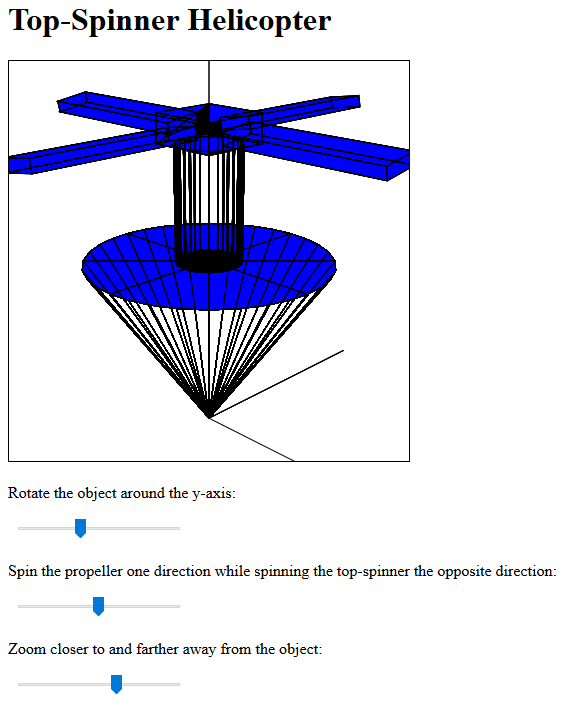 Top-Spinner Helicopter
Rotate the object around the y-axis:
Spin the propeller one direction while spinning the top-spinner the opposite direction:
Zoom closer to and farther away from the object: